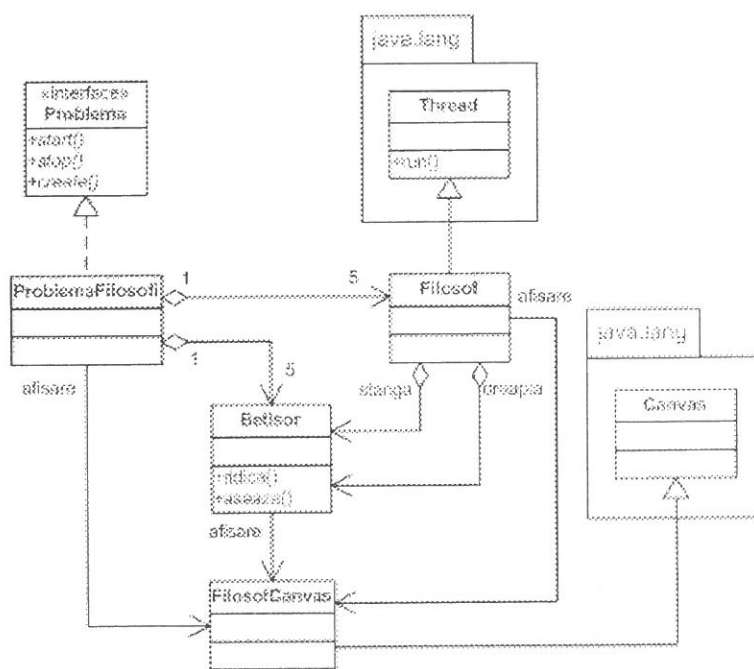 java.lang
«interface»
Problema
+start()
+stop()
+create()
Thread
+run()
ProblemaFilosofi
1
5
Filosof
afisare
1
java.lang
afisare
5
stanga
dreapta
Canvas
Betisor
+ridica()
+aseaza()
afisare
FilosofCanvas